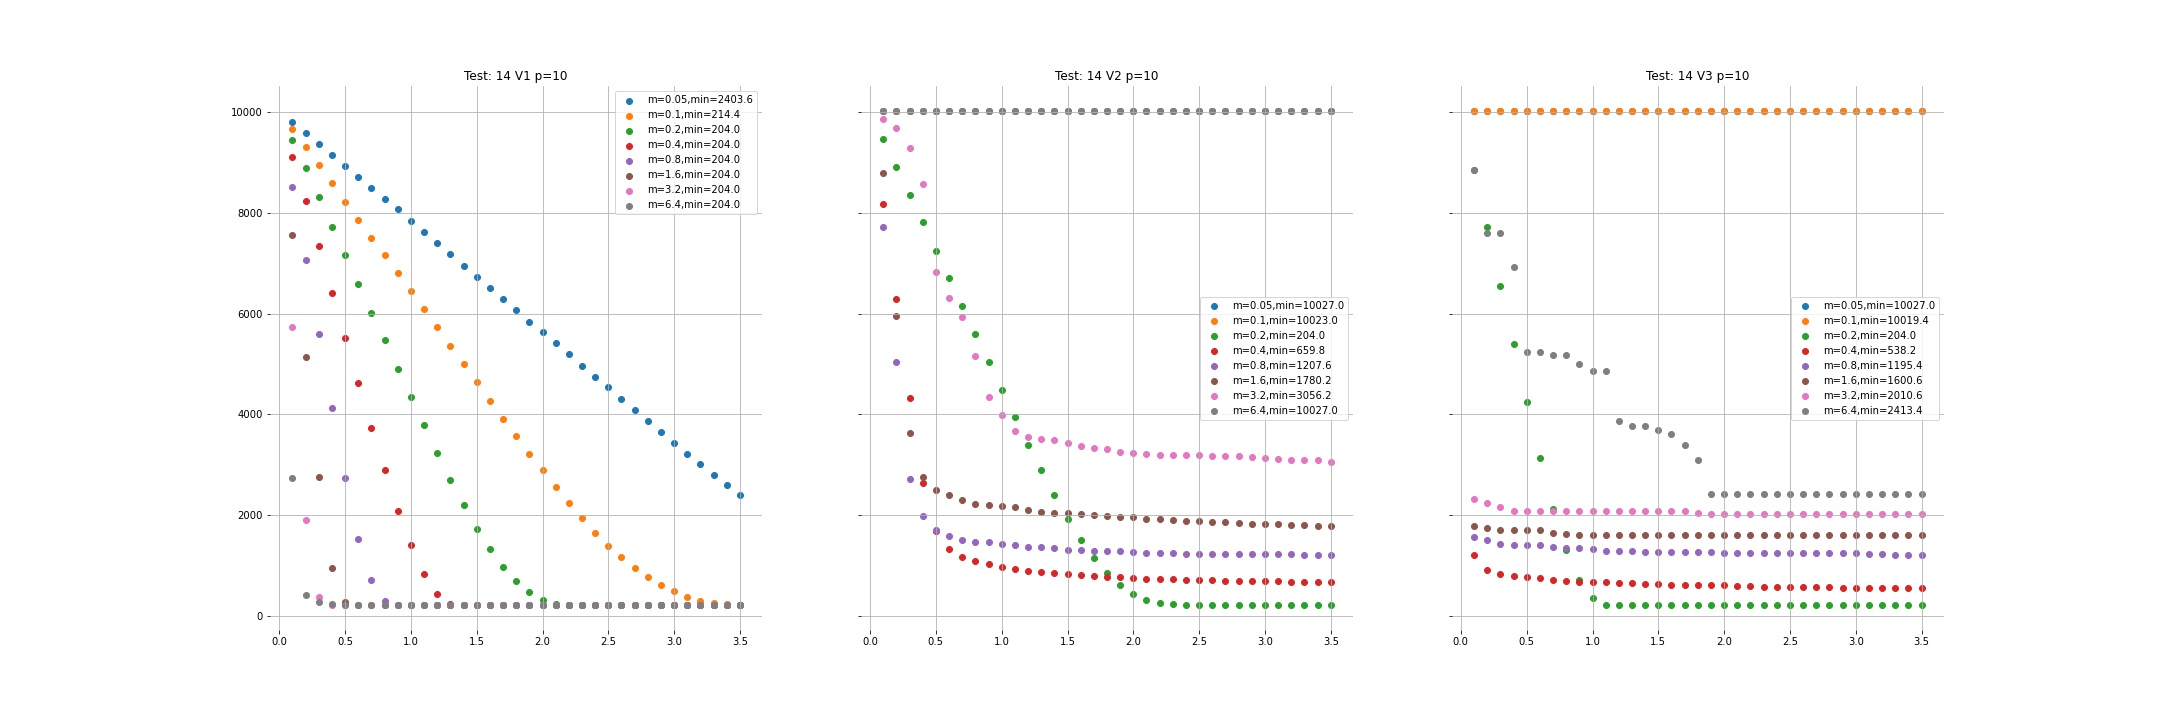 Test: 14 V1 p=10
10000
8000
6000
4000
2000
0
0.0 0.5 1.0 1.5 2.0 2.5 3.0 3.5
m=0.05,min=2403.6
m=0.1,min=214.4
m=0.2,min=204.0
m=0.4,min=204.0
m=0.8,min=204.0
m=1.6,min=204.0
m=3.2,min=204.0
m=6.4,min=204.0
Test: 14 V2 p=10
0.0 0.5 1.0 1.5 2.0 2.5 3.0 3.5
m=0.05,min=10027.0
m=0.1,min=10023.0
m=0.2,min=204.0
m=0.4,min=659.8
m=0.8,min=1207.6
m=1.6,min=1780.2
m=3.2,min=3056.2
m=6.4,min=10027.0
Test: 14 V3 p=10
0.0 0.5 1.0 1.5 2.0 2.5 3.0 3.5
m=0.05,min=10027.0
m=0.1,min=10019.4
m=0.2,min=204.0
m=0.4,min=538.2
m=0.8,min=1195.4
m=1.6,min=1600.6
m=3.2,min=2010.6
m=6.4,min=2413.4